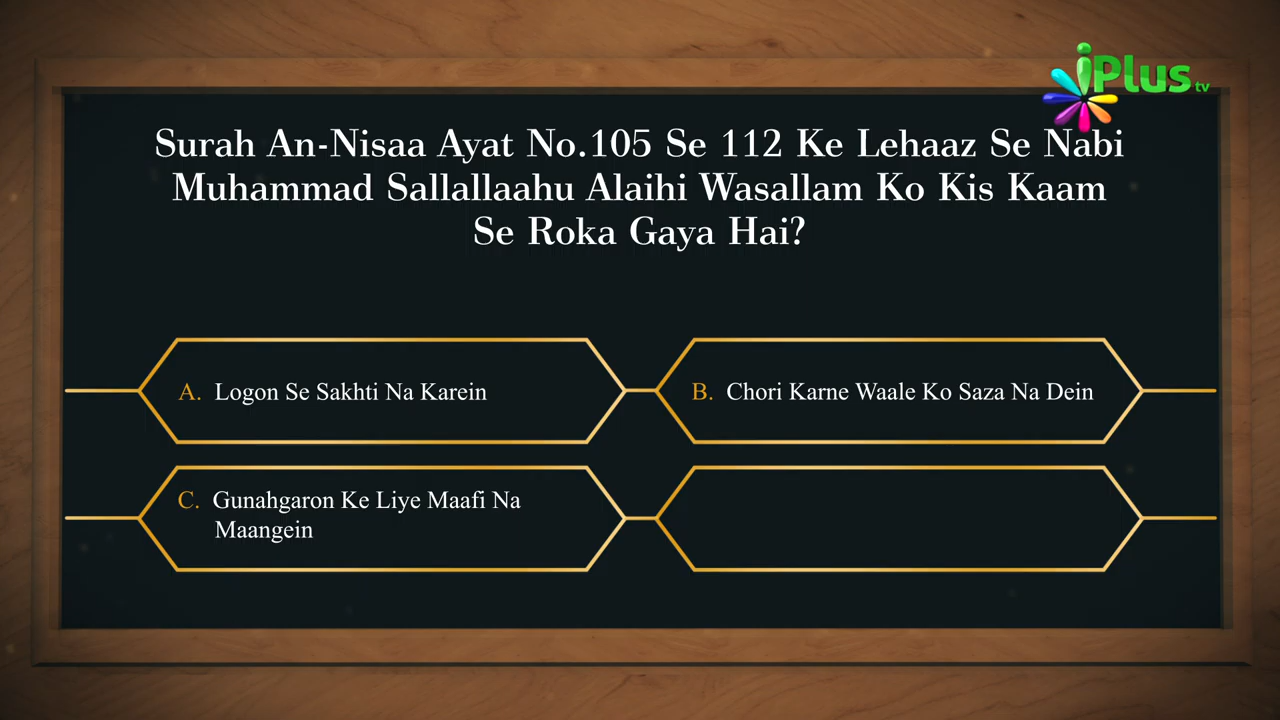 iPlus tv
Surah An-Nisaa Ayat No.105 Se 112 Ke Lehaaz Se Nabi
Muhammad Sallallaahu Alaihi Wasallam Ko Kis Kaam
Se Roka Gaya Hai?
A. Logon Se Sakhti Na Karein
B. Chori Karne Waale Ko Saza Na Dein
C. Gunahgaron Ke Liye Maafi Na
Maangein